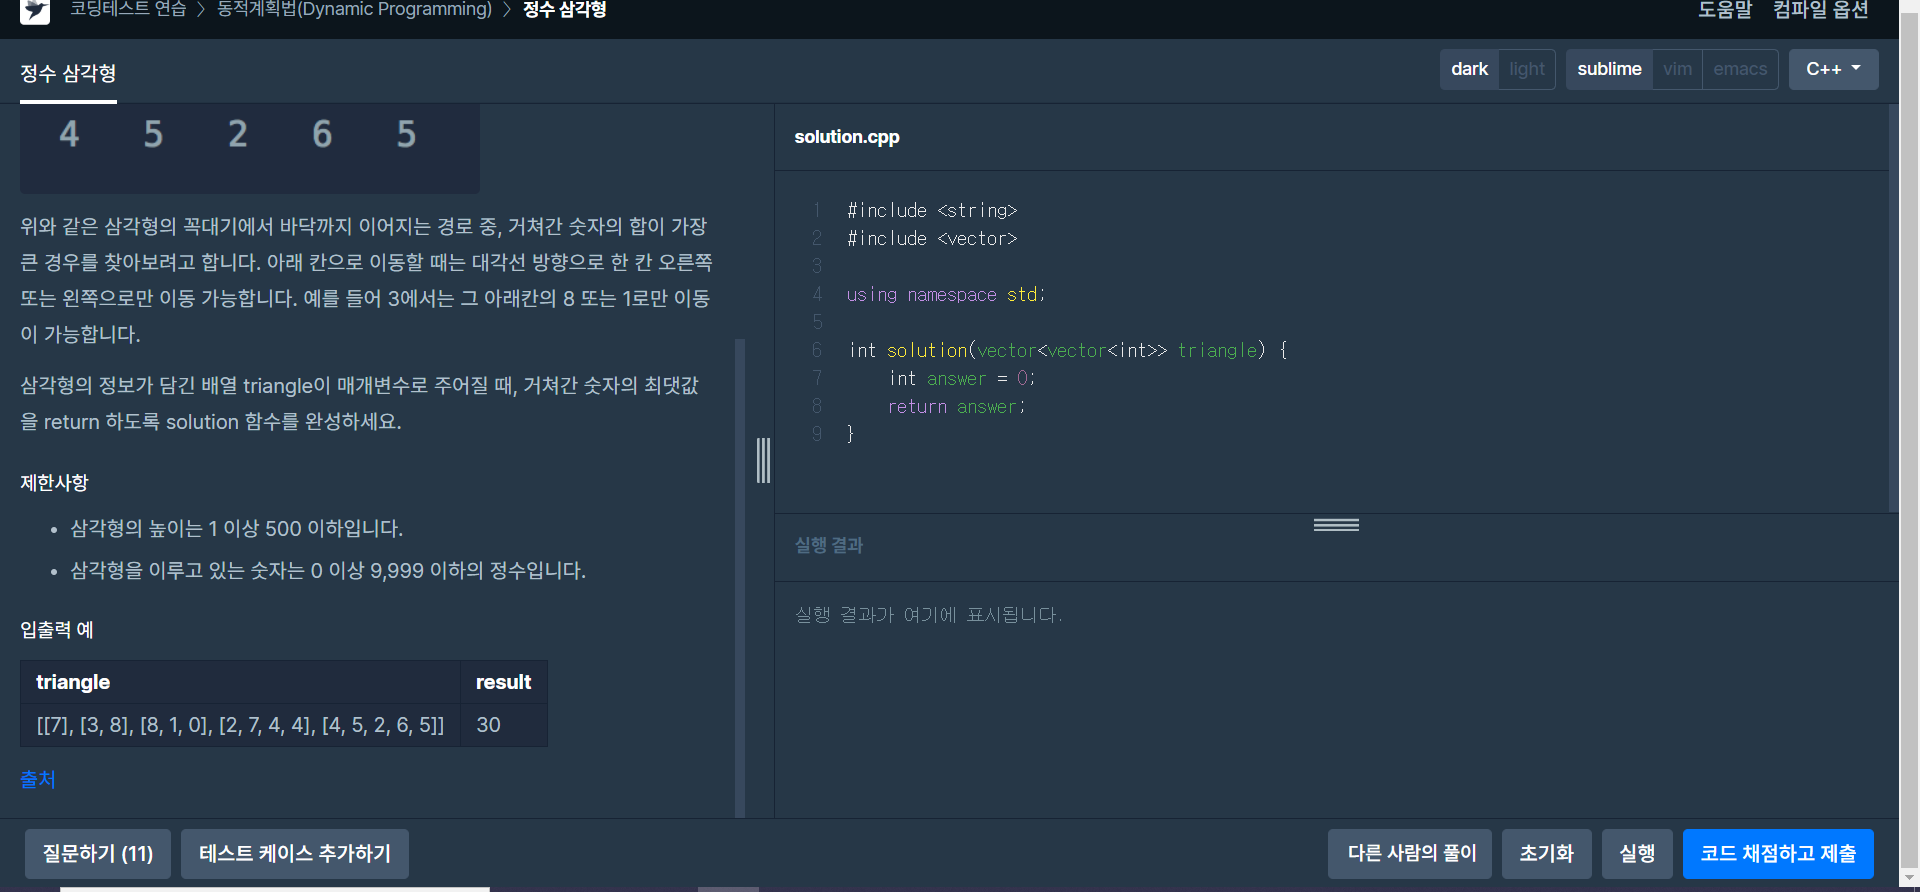 코딩테스트 연습 > 동적계획법(Dynamic Programming) > 정수 삼각형
도움말 컴파일 옵션
정수 삼각형
dark light
sublime vim emacs
C++
4 5 2 6 5
위와 같은 삼각형의 꼭대기에서 바닥까지 이어지는 경로 중, 거쳐간 숫자의 합이 가장
큰 경우를 찾아보려고 합니다. 아래 칸으로 이동할 때는 대각선 방향으로 한 칸 오른쪽
또는 왼쪽으로만 이동 가능합니다. 예를 들어 3에서는 그 아래칸의 8 또는 1로만 이동
이 가능합니다.
삼각형의 정보가 담긴 배열 triangle이 매개변수로 주어질 때, 거쳐간 숫자의 최댓값
을 return 하도록 solution 함수를 완성하세요.
제한사항
• 삼각형의 높이는 1 이상 500 이하입니다.
• 삼각형을 이루고 있는 숫자는 0 이상 9,999 이하의 정수입니다.
입출력 예
triangle result
[[7], [3, 8], [8, 1, 0], [2, 7, 4, 4], [4, 5, 2, 6, 5]] 30
출처
solution.cpp
1 #include <string>
2 #include <vector>
3
4 using namespace std;
5
6 int solution(vector<vector<int>> triangle) {
7 int answer = 0;
8 return answer;
9 }
실행 결과
실행 결과가 여기에 표시됩니다.
질문하기 (11) 테스트 케이스 추가하기
다른 사람의 풀이 초기화 실행 코드 채점하고 제출